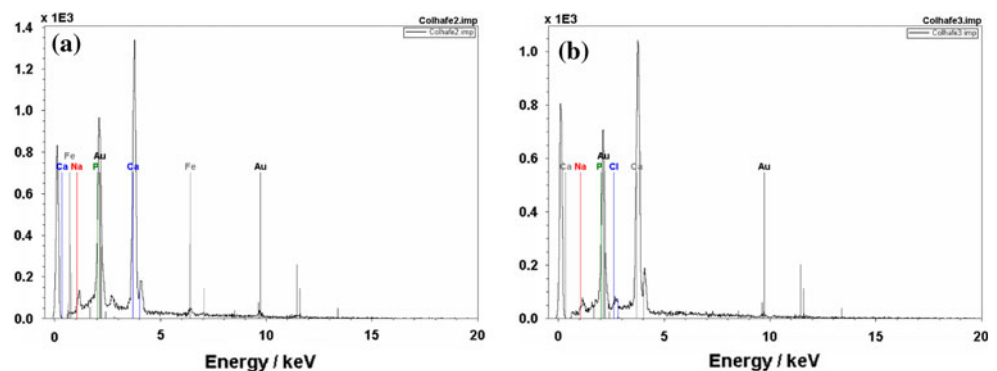 x 1E3
Colhafe2.imp
1.4
Colhafe2.imp
(a)
1.2
1.0
0.8
Fe
Au
Ca
Na
P
Ca
Fe
Au
0.6
0.4
0.2
0.0
0
5
10
15
20
Energy / keV
x 1E3
Colhafe3.imp
Colhafe3.imp
(b)
1.0
0.8
0.6
Au
Ca
Na
P
Cl
Ca
Au
0.4
0.2
0.0
0
5
10
15
20
Energy / keV